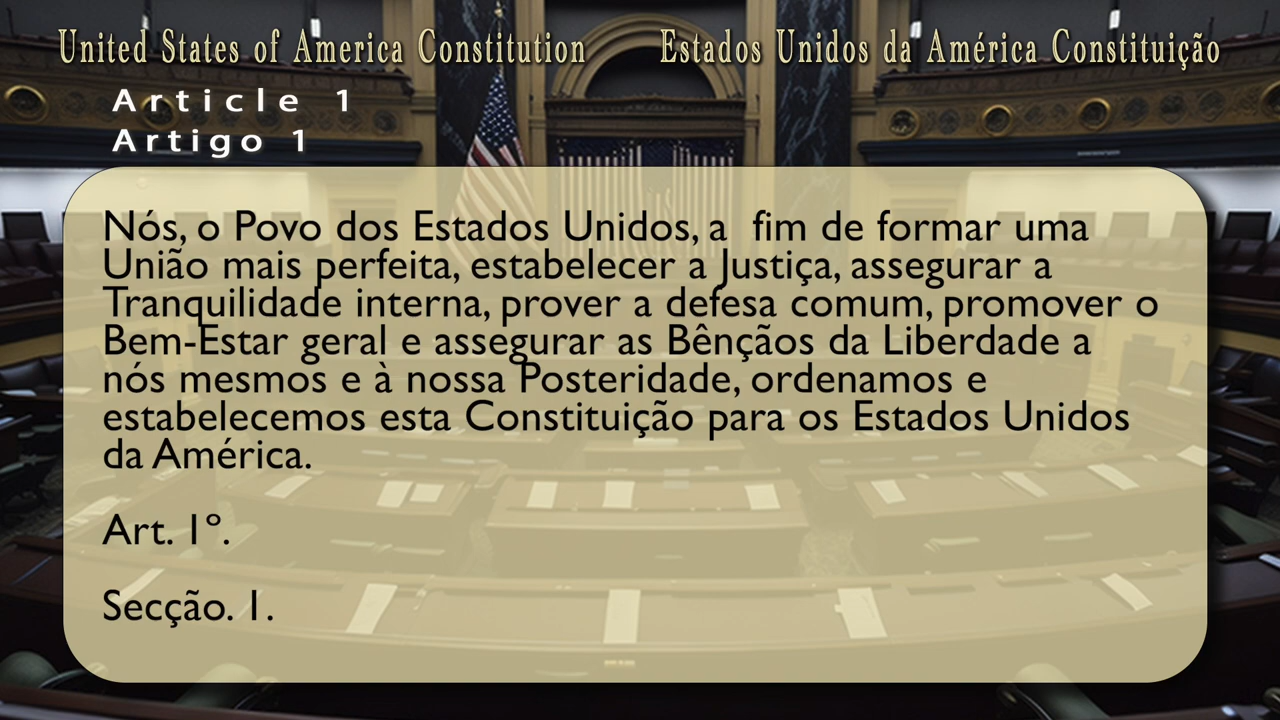 United States of America Constitution Estados Unidos da América Constituição
Article 1
Artigo 1
Nós, o Povo dos Estados Unidos, a  fim de formar uma
União mais perfeita, estabelecer a Justiça, assegurar a
Tranquilidade interna, prover a defesa comum, promover o
Bem-Estar geral e assegurar as Bênçãos da Liberdade a
nós mesmos e à nossa Posteridade, ordenamos e
estabelecemos esta Constituição para os Estados Unidos
da América.
Art. 1º.
Secção. 1.